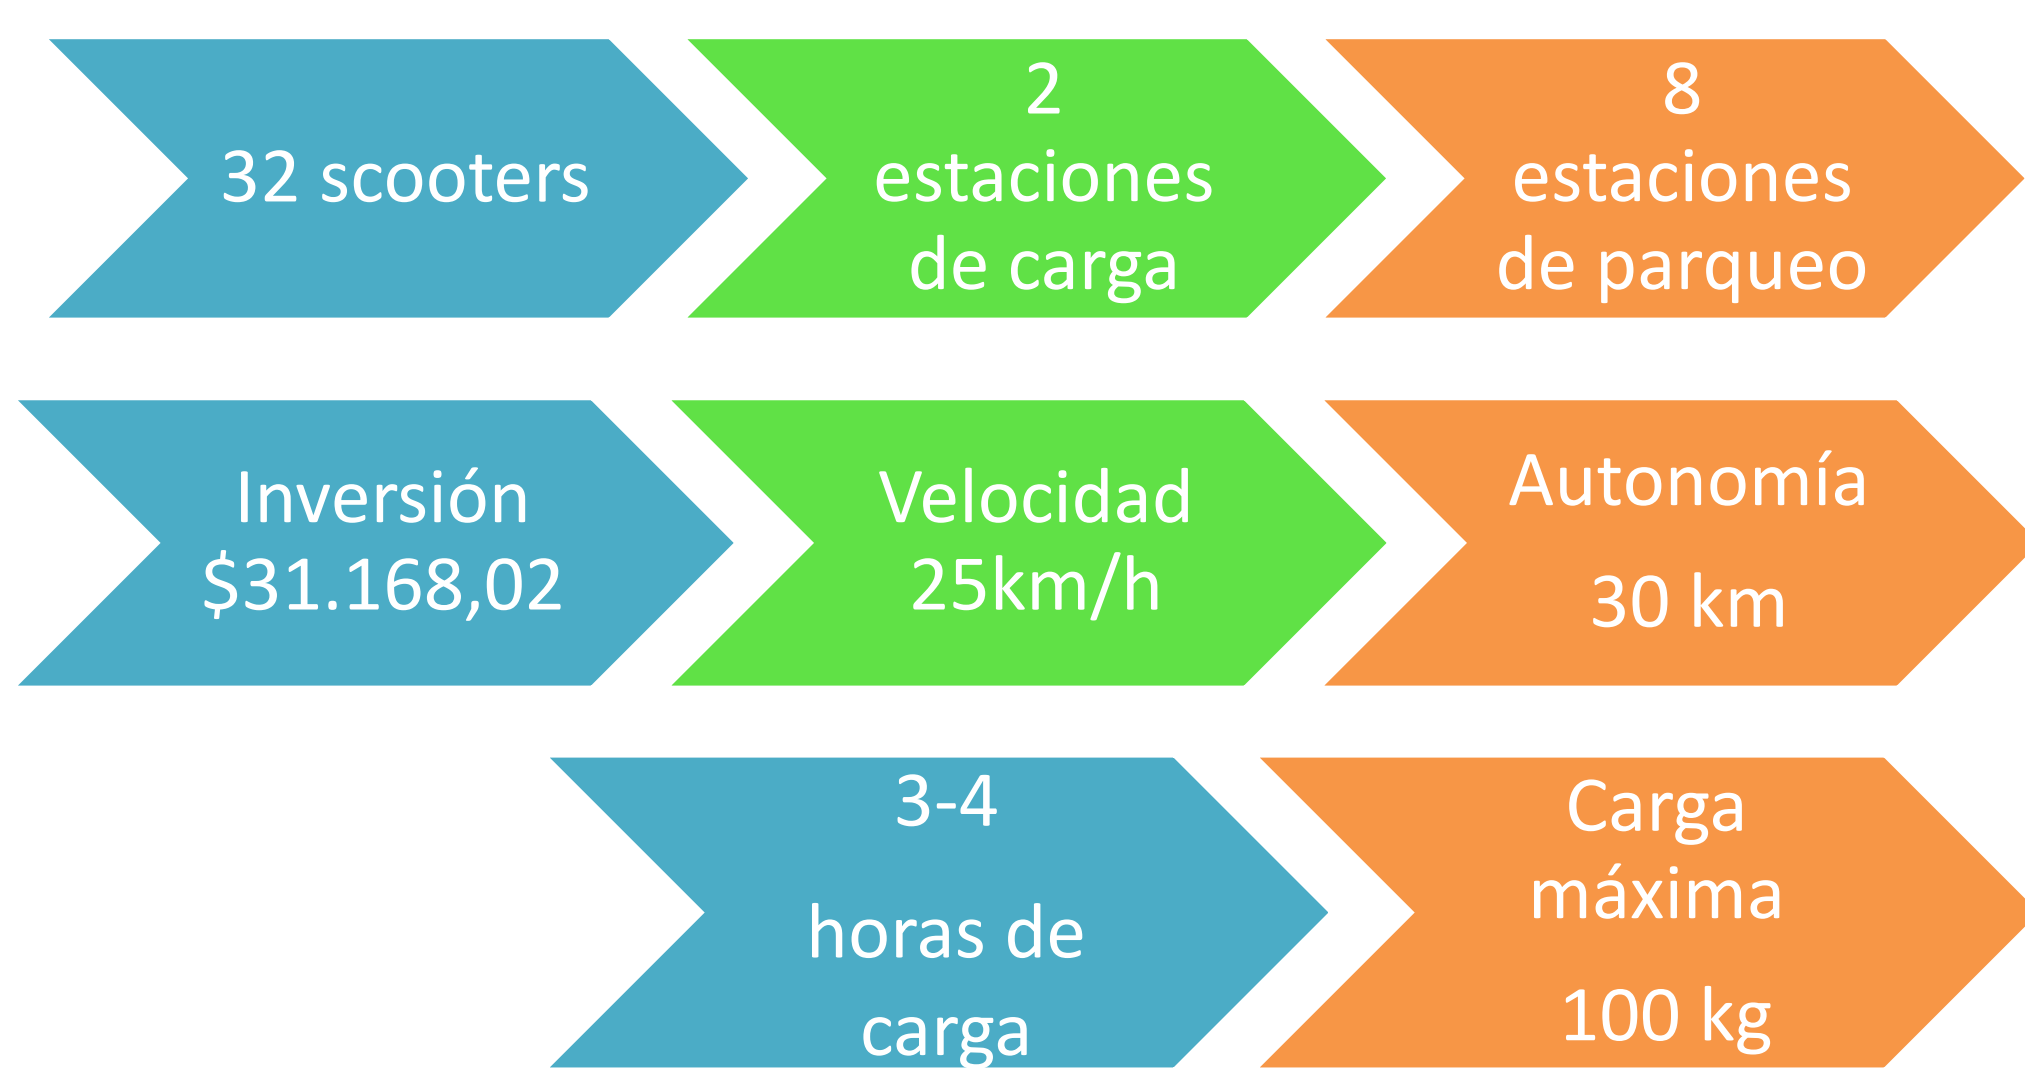 32 scooters
2
estaciones
de carga
8
estaciones
de parqueo
Inversión
$31.168,02
Velocidad
25km/h
Autonomía
30 km
3-4
horas de
carga
Carga
máxima
100 kg